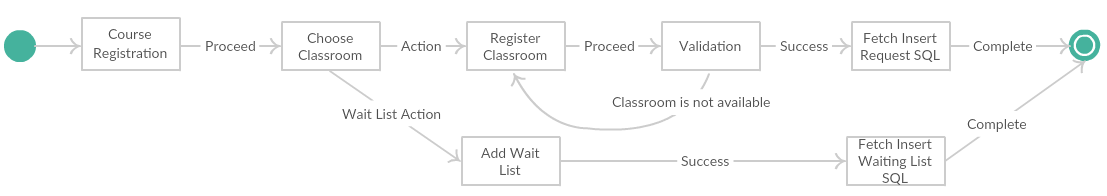 Course
Registration
Proceed
Choose
Classroom
Action
Register
Classroom
Proceed
Validation
Success
Fetch Insert
Request SQL
Complete
Classroom is not available
Wait List Action
Add Wait
List
Success
Fetch Insert
Waiting List
SQL
Complete